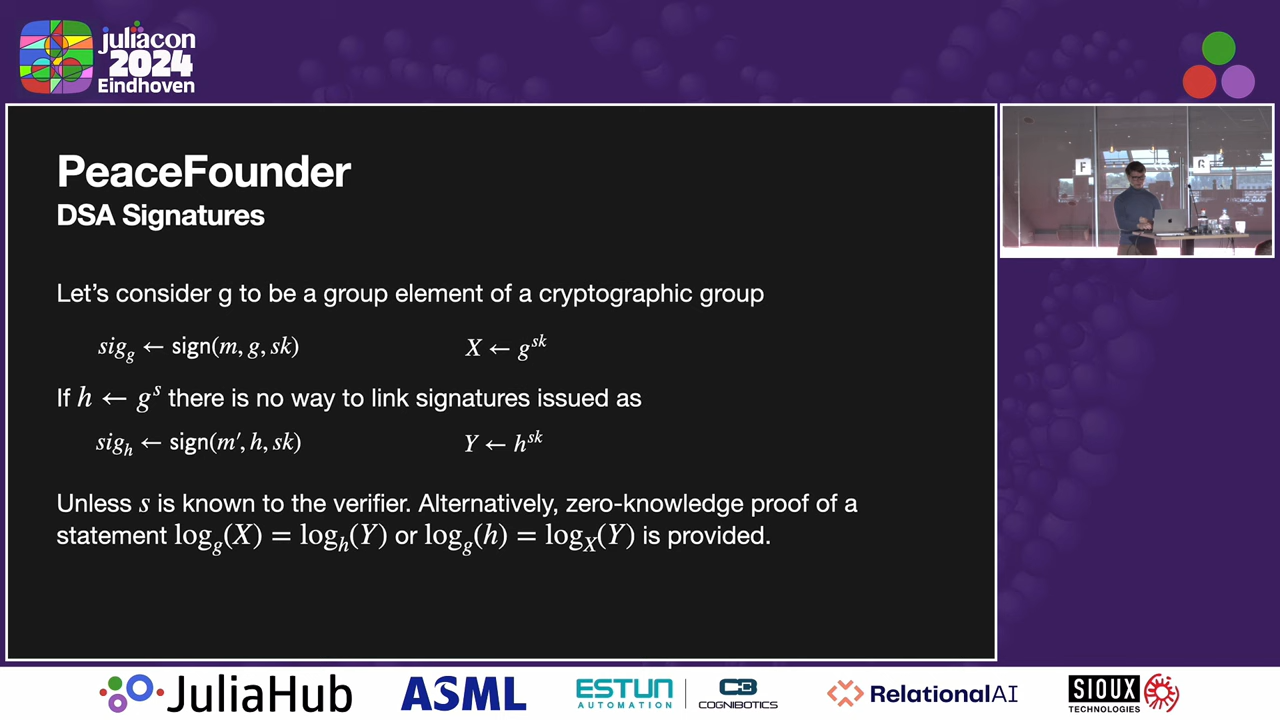 juliacon
2024
Eindhoven
PeaceFounder
DSA Signatures
Let's consider g to be a group element of a cryptographic group
sig_g ← sign(m, g, sk) X ← g^{sk}
If h ← g^s there is no way to link signatures issued as
sig_h ← sign(m′, h, sk) Y ← h^{sk}
Unless s is known to the verifier. Alternatively, zero-knowledge proof of a
statement log_g(X) = log_h(Y) or log_g(h) = log_X(Y) is provided.
F
JuliaHub
ASML
ESTUN
AUTOMATION
COGNIBOTICS
RelationalAI
SIOUX
TECHNOLOGIES